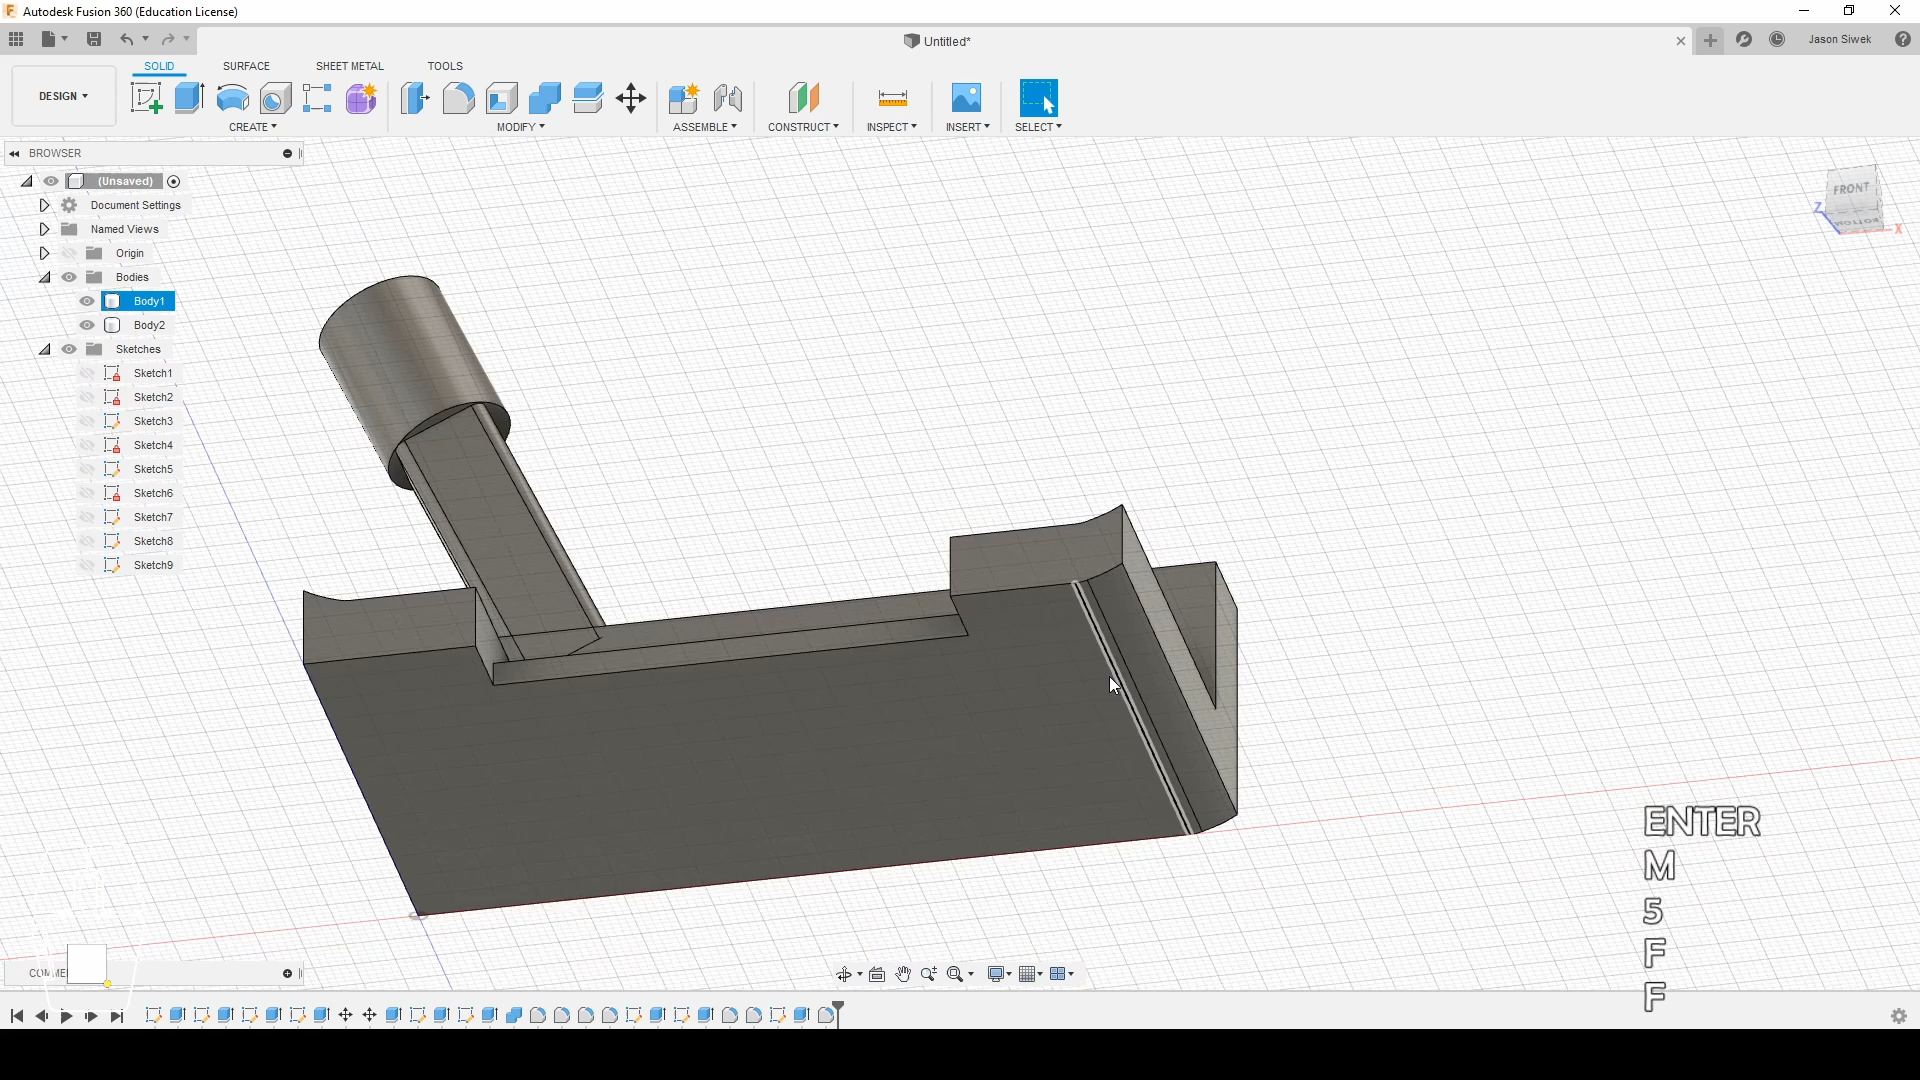 Autodesk Fusion 360 (Education License)
Untitled*
Jason Siwek
SOLID SURFACE SHEET METAL TOOLS
DESIGN
CREATE MODIFY ASSEMBLE CONSTRUCT INSPECT INSERT SELECT
BROWSER
(Unsaved)
Document Settings
Named Views
Origin
Bodies
Body1
Body2
Sketches
Sketch1
Sketch2
Sketch3
Sketch4
Sketch5
Sketch6
Sketch7
Sketch8
Sketch9
FRONT
BOTTOM
Z
X
ENTER
M
5
F
F